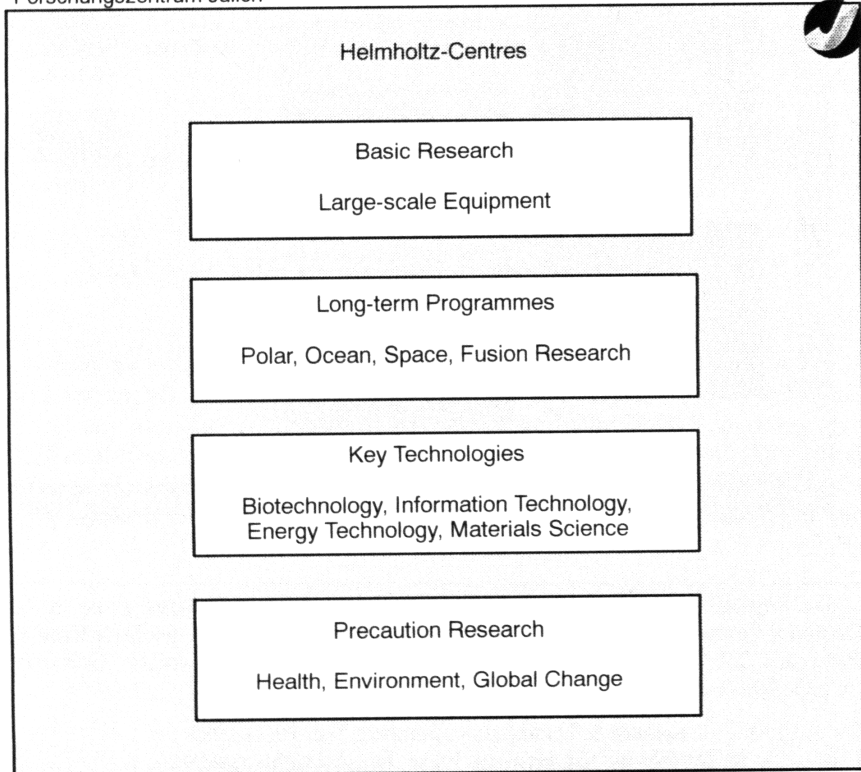 Forschungszentrum Jülich
Helmholtz-Centres
Basic Research
Large-scale Equipment
Long-term Programmes
Polar, Ocean, Space, Fusion Research
Key Technologies
Biotechnology, Information Technology,
Energy Technology, Materials Science
Precaution Research
Health, Environment, Global Change